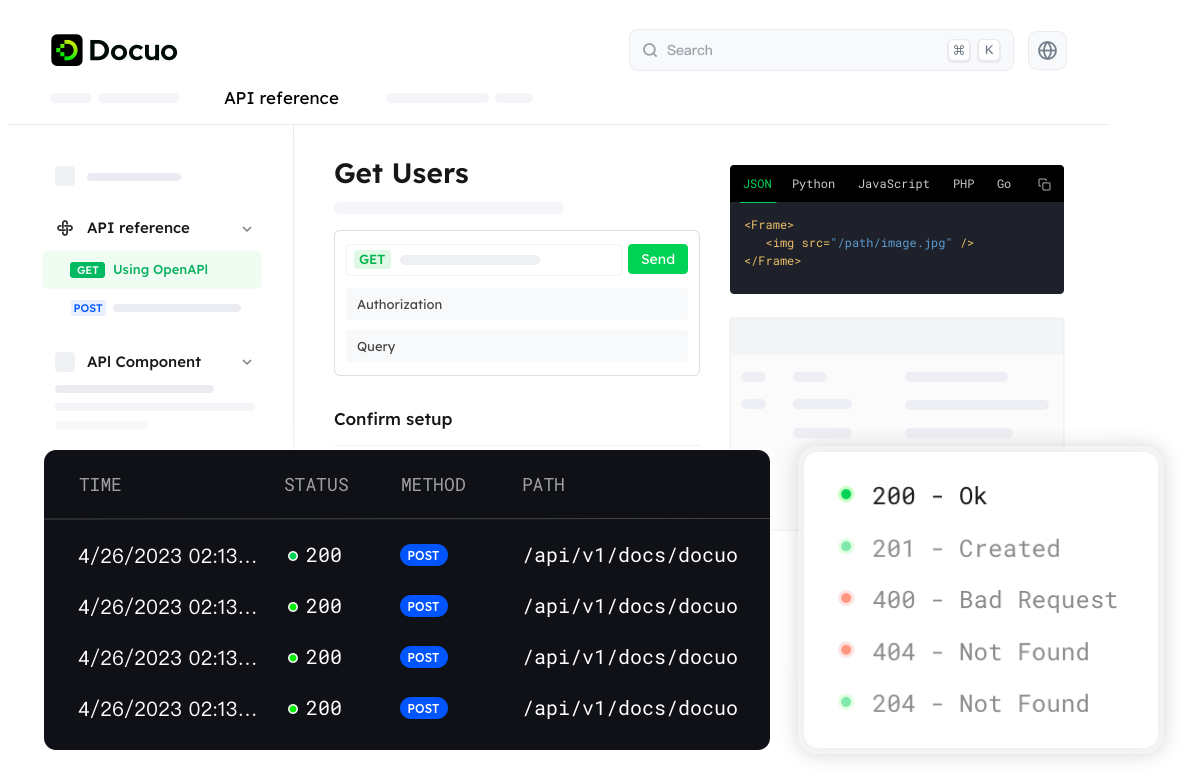 Docuo
Search ⌘ K
API reference
API reference
GET Using OpenAPI
POST
API Component
Get Users
GET Send
Authorization
Query
Confirm setup
JSON Python JavaScript PHP Go
<Frame>
<img src="/path/image.jpg" />
</Frame>
TIME STATUS METHOD PATH
4/26/2023 02:13... 200 POST /api/v1/docs/docuo
4/26/2023 02:13... 200 POST /api/v1/docs/docuo
4/26/2023 02:13... 200 POST /api/v1/docs/docuo
4/26/2023 02:13... 200 POST /api/v1/docs/docuo
200 - Ok
201 - Created
400 - Bad Request
404 - Not Found
204 - Not Found